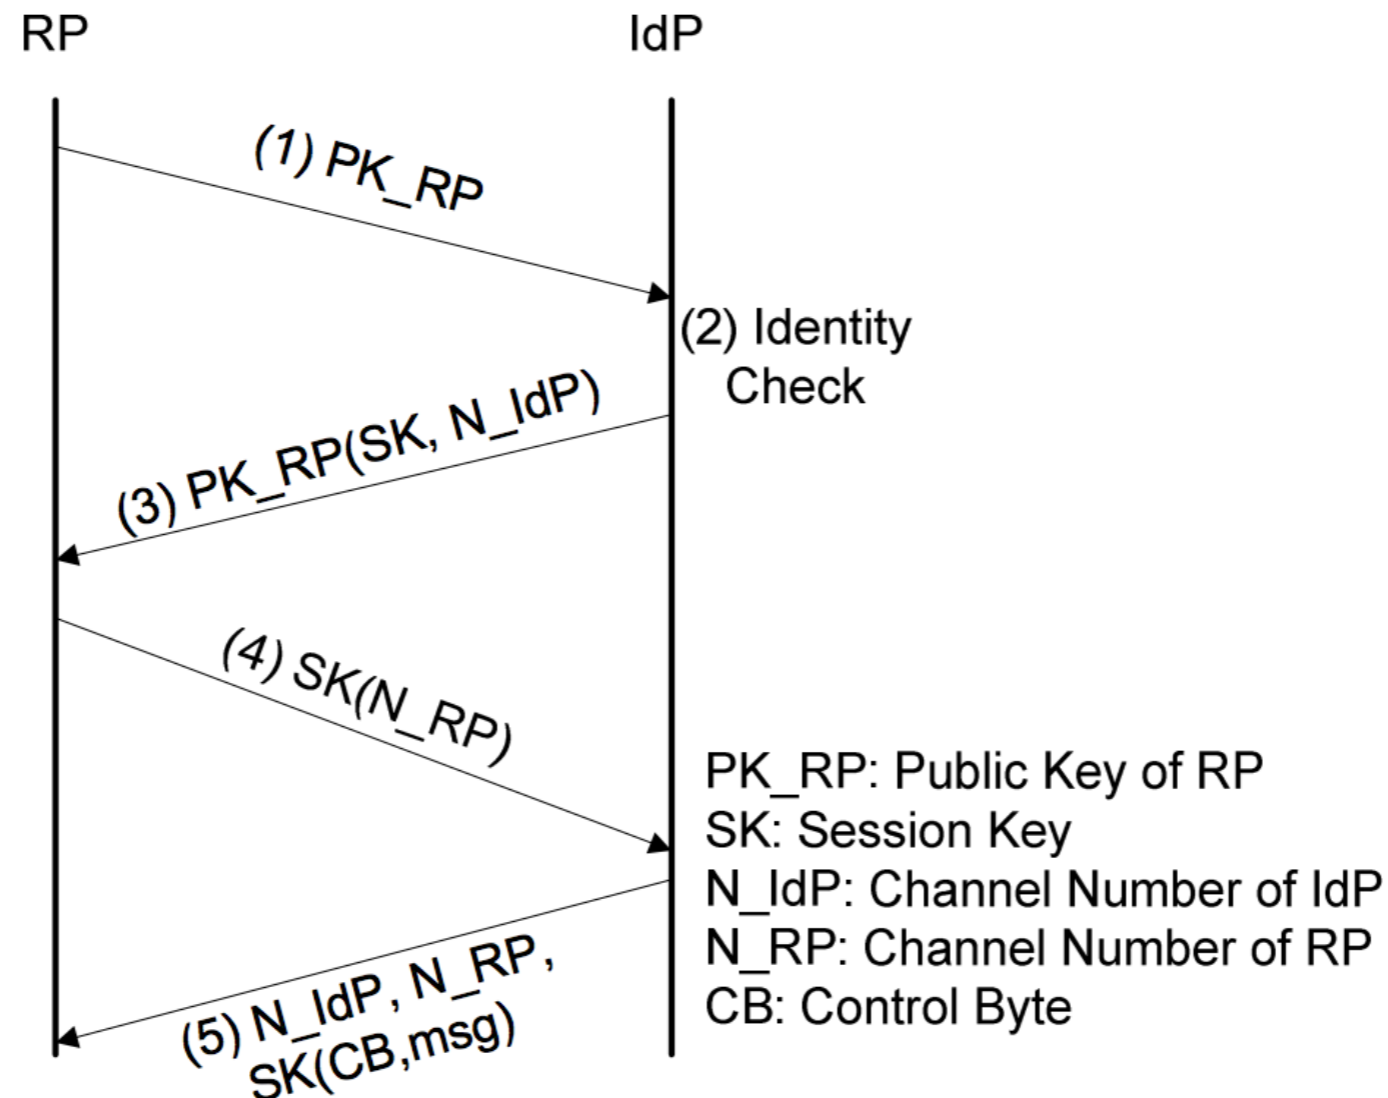 RP
IdP
(1) PK_RP
(2) Identity
Check
(3) PK_RP(SK, N_IdP)
(4) SK(N_RP)
PK_RP: Public Key of RP
SK: Session Key
N_IdP: Channel Number of IdP
N_RP: Channel Number of RP
CB: Control Byte
(5) N_IdP, N_RP,
SK(CB,msg)